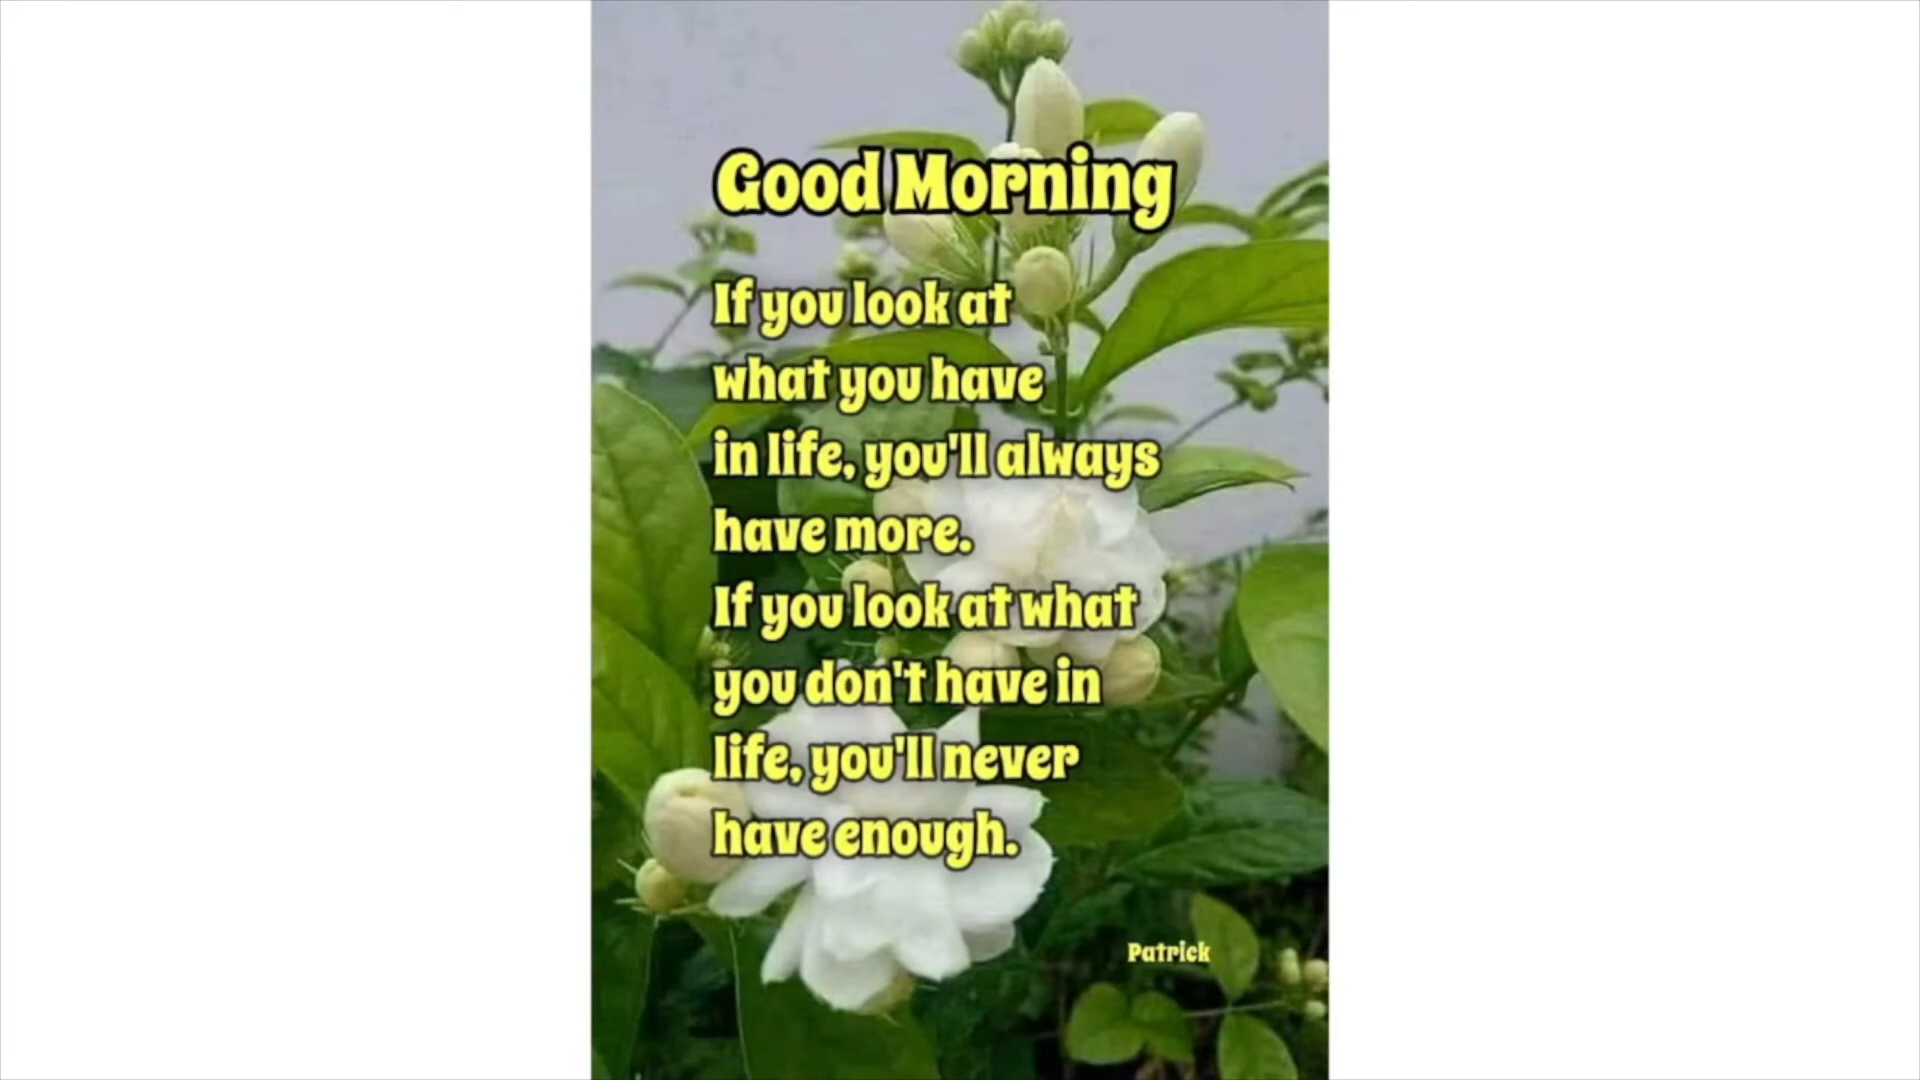 Good Morning
If you look at
what you have
in life, you'll always
have more.
If you look at what
you don't have in
life, you'll never
have enough.
Patrick